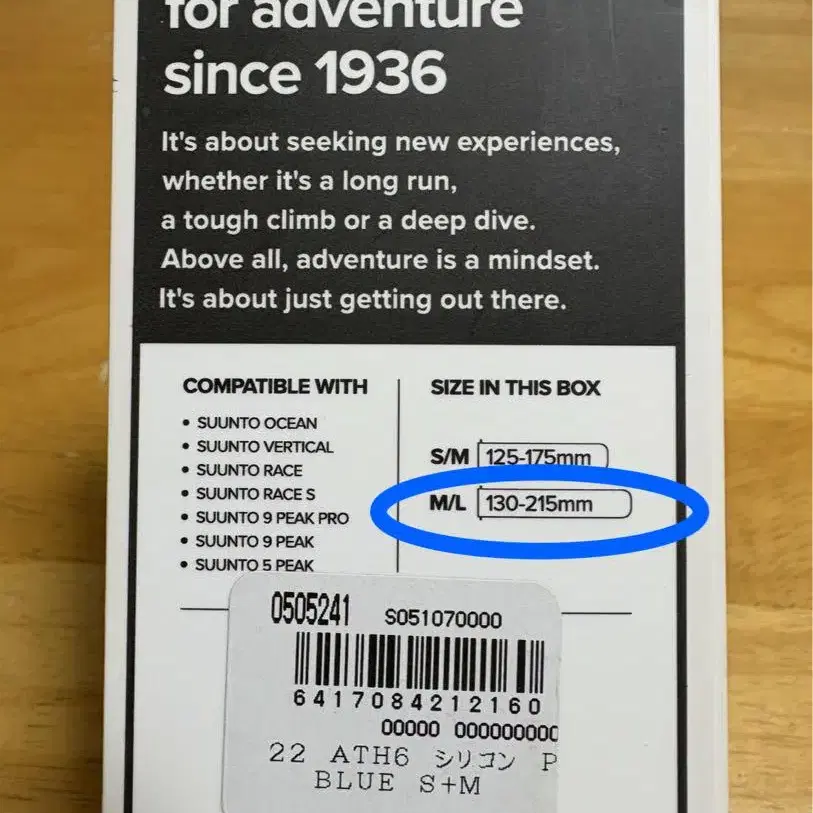 for adventure
since 1936
It's about seeking new experiences,
whether it's a long run,
a tough climb or a deep dive.
Above all, adventure is a mindset.
It's about just getting out there.
COMPATIBLE WITH
• SUUNTO OCEAN
• SUUNTO VERTICAL
• SUUNTO RACE
• SUUNTO RACE S
• SUUNTO 9 PEAK PRO
• SUUNTO 9 PEAK
• SUUNTO 5 PEAK
SIZE IN THIS BOX
S/M 125-175mm
M/L 130-215mm
0505241 S051070000
6417084212160
00000 000000000
22 ATH6 シリコン P
BLUE S+M